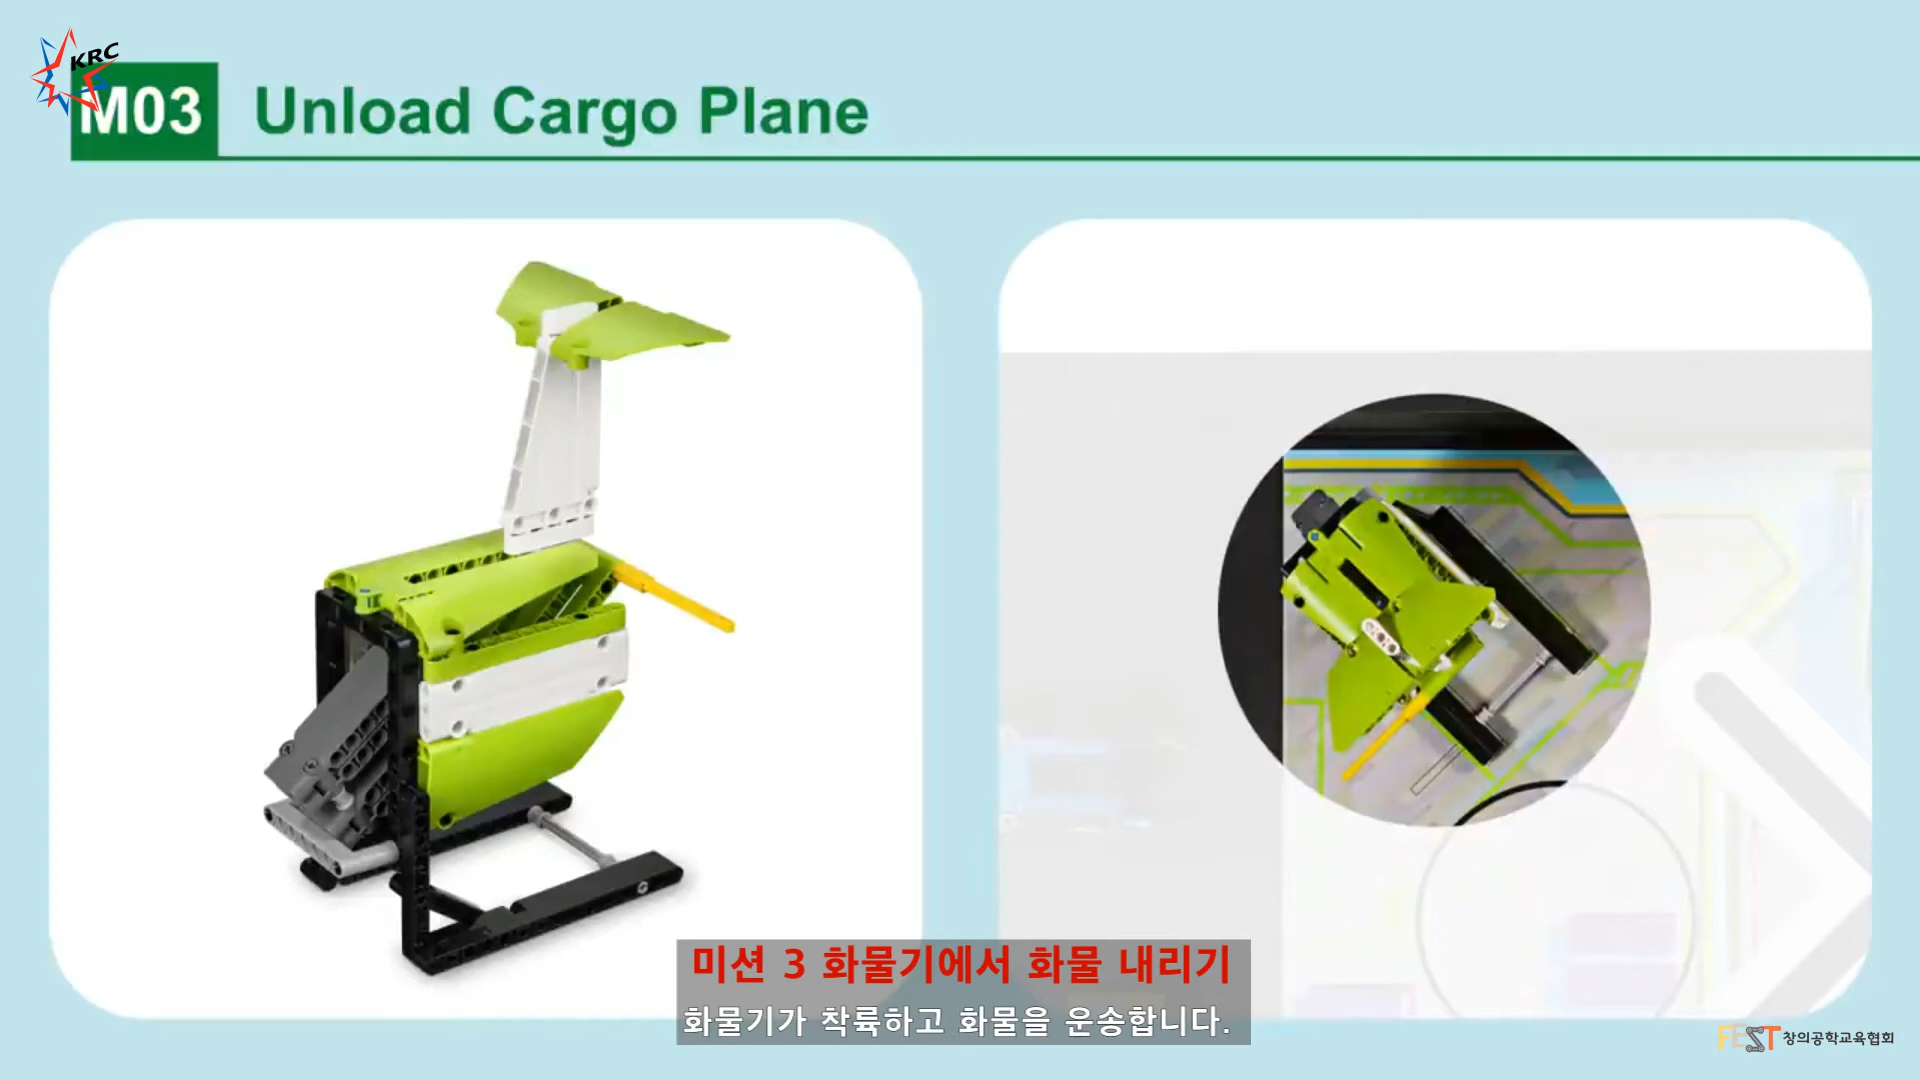 KRC
M03 Unload Cargo Plane
미션 3 화물기에서 화물 내리기
화물기가 착륙하고 화물을 운송합니다.
FEST 창의공학교육협회